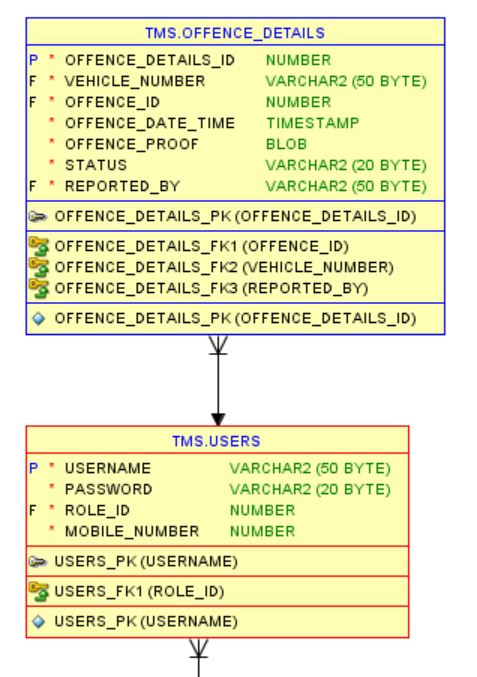 TMS.OFFENCE_DETAILS
P * OFFENCE_DETAILS_ID NUMBER
F * VEHICLE_NUMBER VARCHAR2 (50 BYTE)
F * OFFENCE_ID NUMBER
* OFFENCE_DATE_TIME TIMESTAMP
* OFFENCE_PROOF BLOB
* STATUS VARCHAR2 (20 BYTE)
F * REPORTED_BY VARCHAR2 (50 BYTE)
OFFENCE_DETAILS_PK (OFFENCE_DETAILS_ID)
OFFENCE_DETAILS_FK1 (OFFENCE_ID)
OFFENCE_DETAILS_FK2 (VEHICLE_NUMBER)
OFFENCE_DETAILS_FK3 (REPORTED_BY)
OFFENCE_DETAILS_PK (OFFENCE_DETAILS_ID)
TMS.USERS
P * USERNAME VARCHAR2 (50 BYTE)
* PASSWORD VARCHAR2 (20 BYTE)
F * ROLE_ID NUMBER
* MOBILE_NUMBER NUMBER
USERS_PK (USERNAME)
USERS_FK1 (ROLE_ID)
USERS_PK (USERNAME)